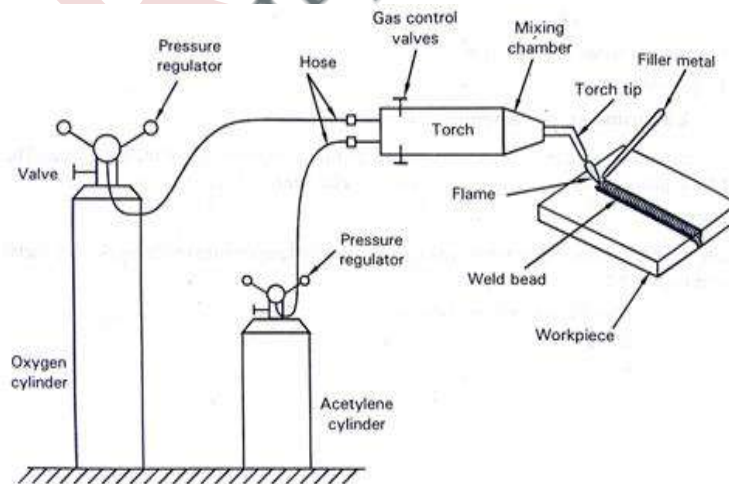 Gas control
valves
Mixing
chamber
Pressure
regulator
Hose
Filler metal
Torch tip
Torch
Valve
Flame
Pressure
regulator
Weld bead
Workpiece
Oxygen
cylinder
Acetylene
cylinder